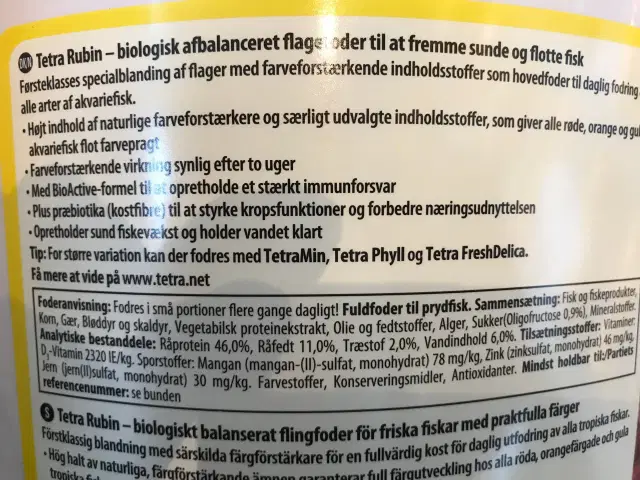 DK N Tetra Rubin – biologisk afbalanceret flagefoder til at fremme sunde og flotte fisk
Førsteklasses specialblanding af flager med farveforstærkende indholdsstoffer som hovedfoder til daglig fodring
alle arter af akvariefisk.
• Højt indhold af naturlige farveforstærkere og særligt udvalgte indholdsstoffer, som giver alle røde, orange og gul
akvariefisk flot farvepragt
• Farveforstærkende virkning synlig efter to uger
• Med BioActive-formel til at opretholde et stærkt immunforsvar
• Plus præbiotika (kostfibre) til at styrke kropsfunktioner og forbedre næringsudnyttelsen
• Opretholder sund fiskevækst og holder vandet klart
Tip: For større variation kan der fodres med TetraMin, Tetra Phyll og Tetra FreshDelica.
Få mere at vide på www.tetra.net
Foderanvisning: Fodres i små portioner flere gange dagligt! Fuldfoder til prydfisk. Sammensætning: Fisk og fiskeprodukter,
Korn, Gær, Bløddyr og skaldyr, Vegetabilsk proteinekstrakt, Olie og fedtstoffer, Alger, Sukker(Oligofructose 0,9%), Mineralstoffer.
Analytiske bestanddele: Råprotein 46,0%, Råfedt 11,0%, Træstof 2,0%, Vandindhold 6,0%. Tilsætningsstoffer: Vitaminer:
D3-Vitamin 2320 IE/kg. Sporstoffer: Mangan (mangan-(II)-sulfat, monohydrat) 78 mg/kg, Zink (zinksulfat, monohydrat) 46 mg/kg,
Jern (jern(II)sulfat, monohydrat) 30 mg/kg. Farvestoffer, Konserveringsmidler, Antioxidanter. Mindst holdbar til:/Partiets
referencenummer: se bunden
S Tetra Rubin – biologiskt balanserat flingfoder för friska fiskar med praktfulla färger
Förstklassig blandning med särskilda färgförstärkare för en fullvärdig kost för daglig utfodring av alla tropiska fiskar.
• Hög halt av naturliga, färgförstärkande ämnen garanterar full färgutveckling hos alla röda, orangefärgade och gula
tropiska